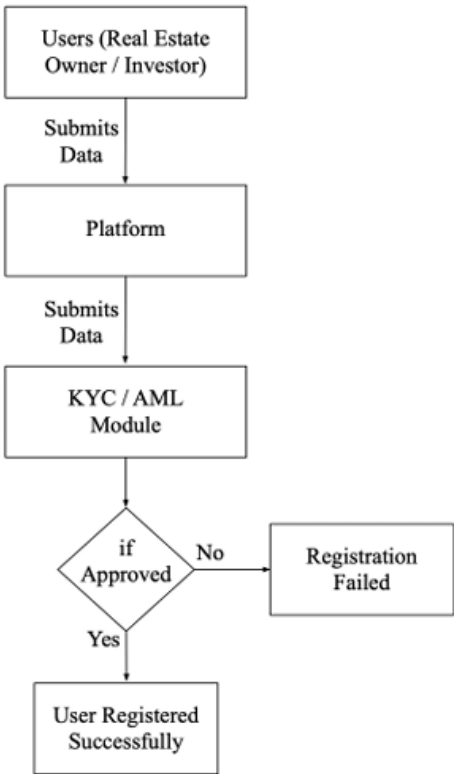 Users (Real Estate
Owner / Investor)
Submits
Data
Platform
Submits
Data
KYC / AML
Module
if
Approved
No
Registration
Failed
Yes
User Registered
Successfully